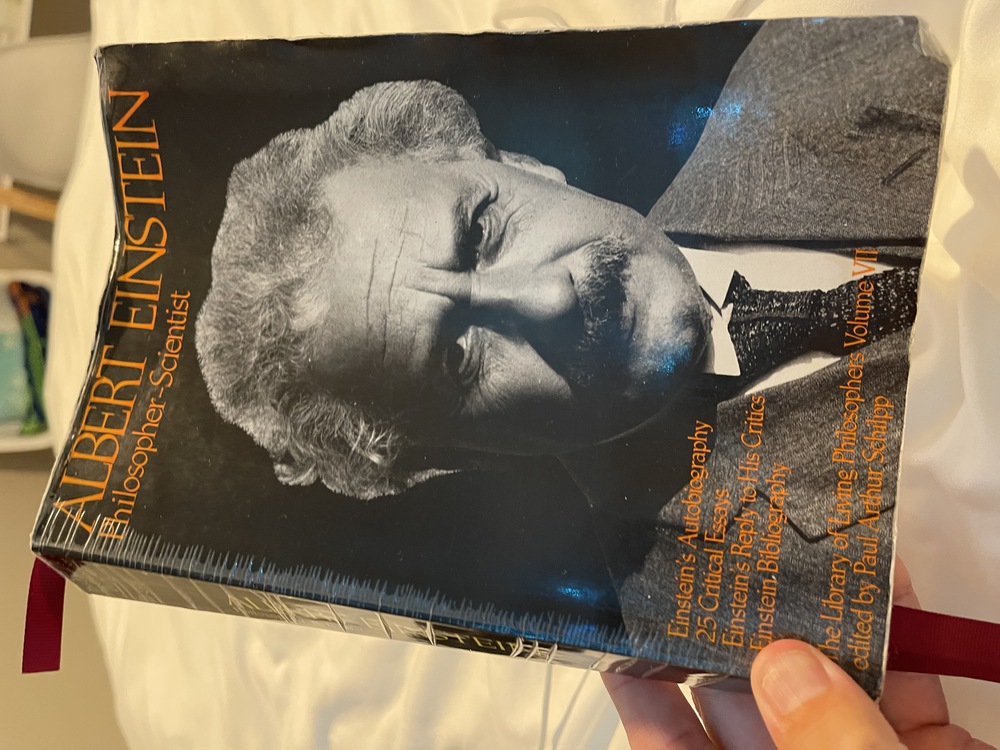 ALBERT EINSTEIN
Philosopher-Scientist
Einstein's Autobiography
25 Critical Essays
Einstein's Reply to His Critics
Einstein Bibliography
The Library of Living Philosophers Volume VII
edited by Paul Arthur Schilpp